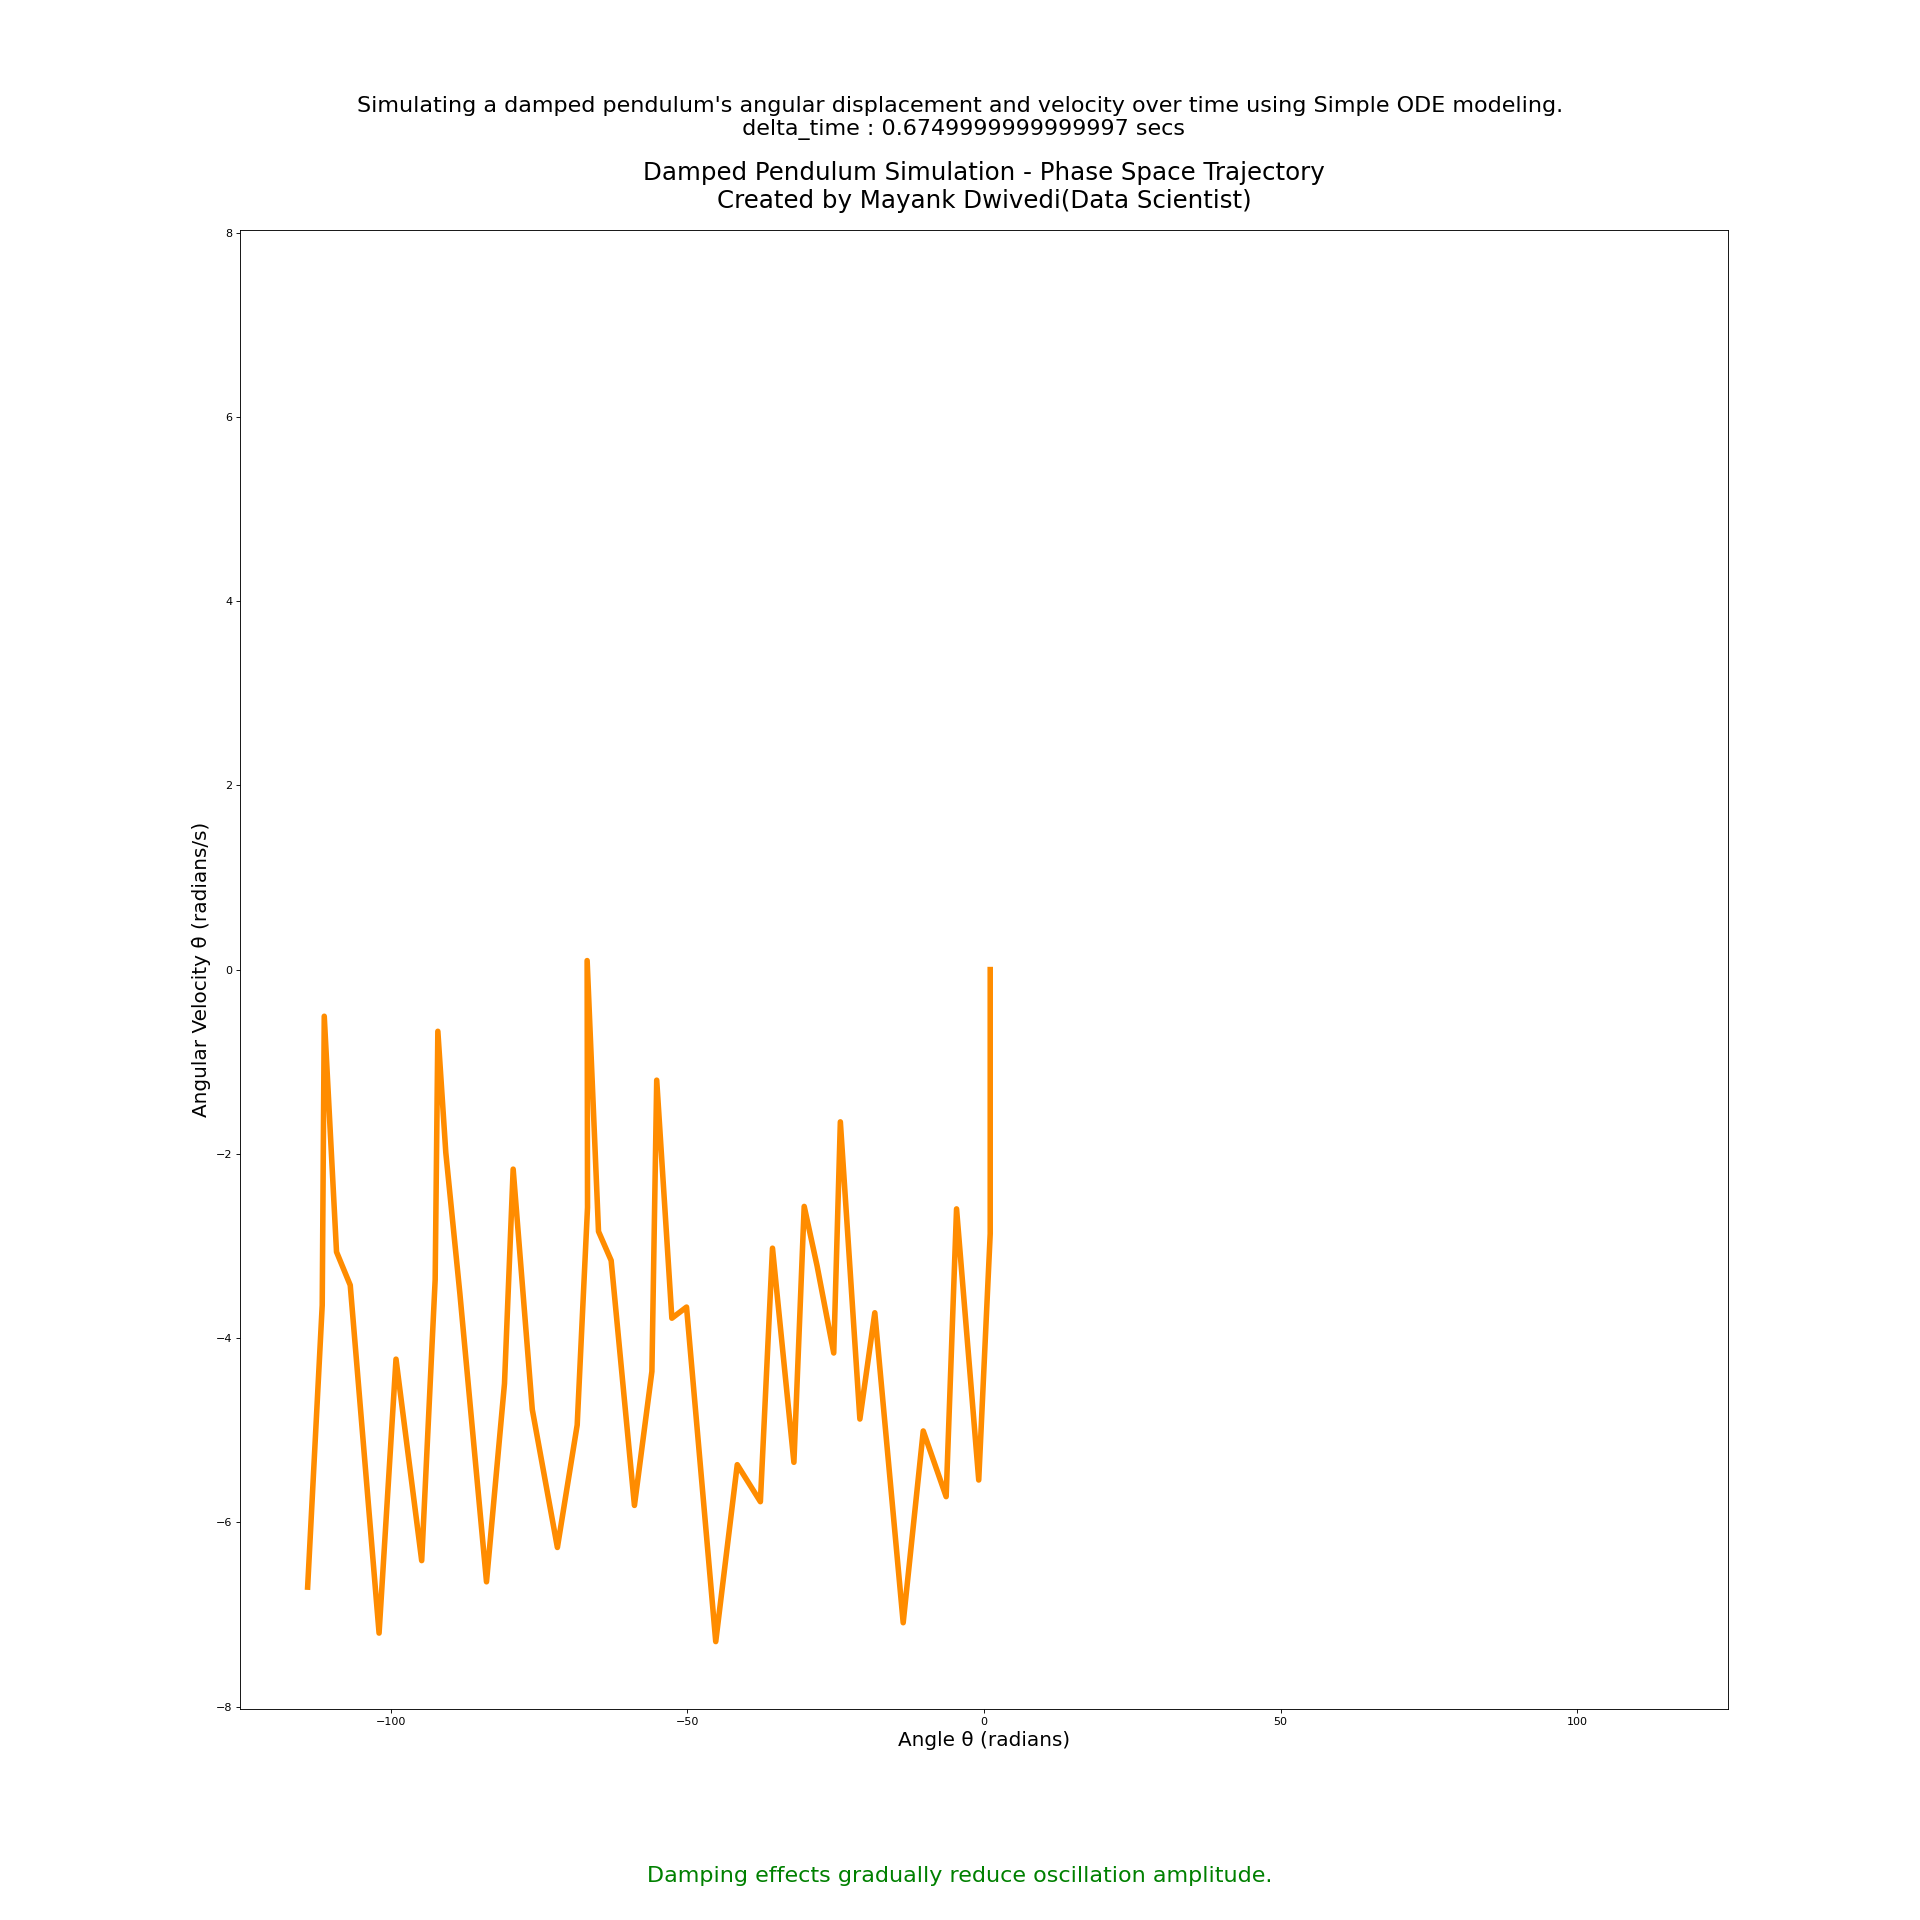 Simulating a damped pendulum's angular displacement and velocity over time using Simple ODE modeling.
delta_time : 0.6749999999999997 secs
Damped Pendulum Simulation - Phase Space Trajectory
Created by Mayank Dwivedi(Data Scientist)
8
6
4
2
0
−2
−4
−6
−8
Angular Velocity θ (radians/s)
−100
−50
0
50
100
Angle θ (radians)
Damping effects gradually reduce oscillation amplitude.